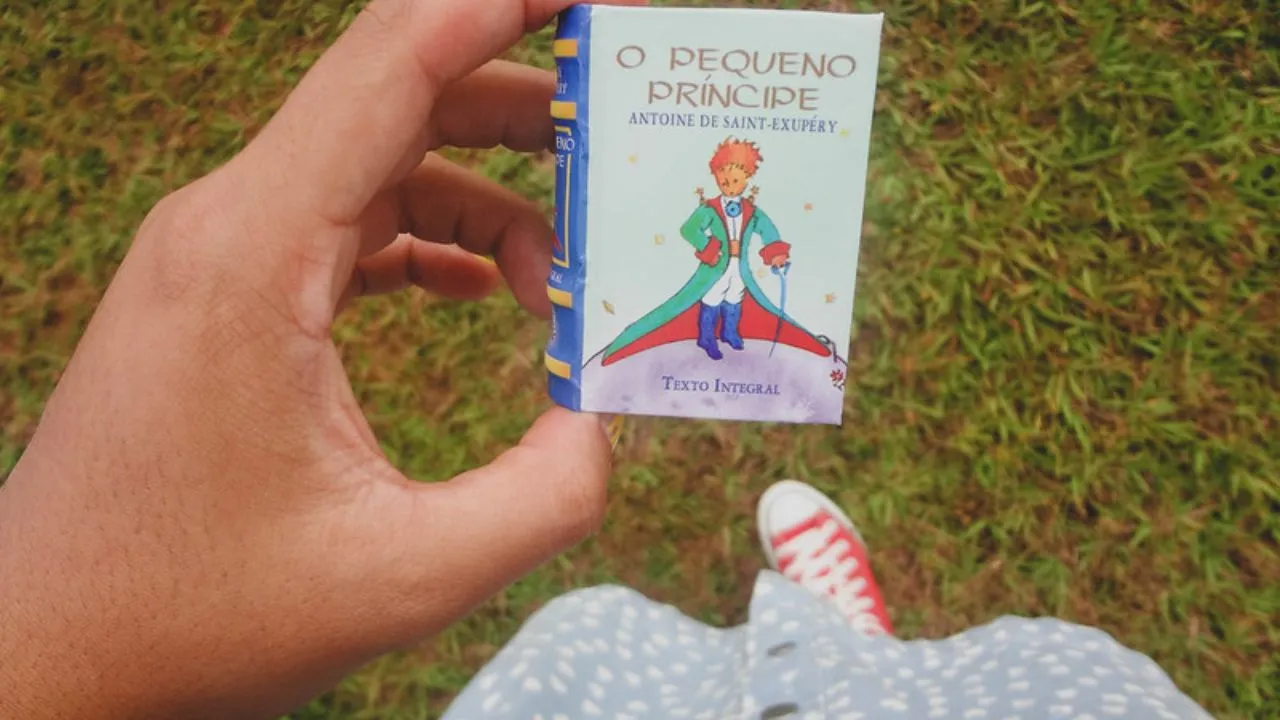 O PEQUENO
PRÍNCIPE
ANTOINE DE SAINT-EXUPÉRY
TEXTO INTEGRAL